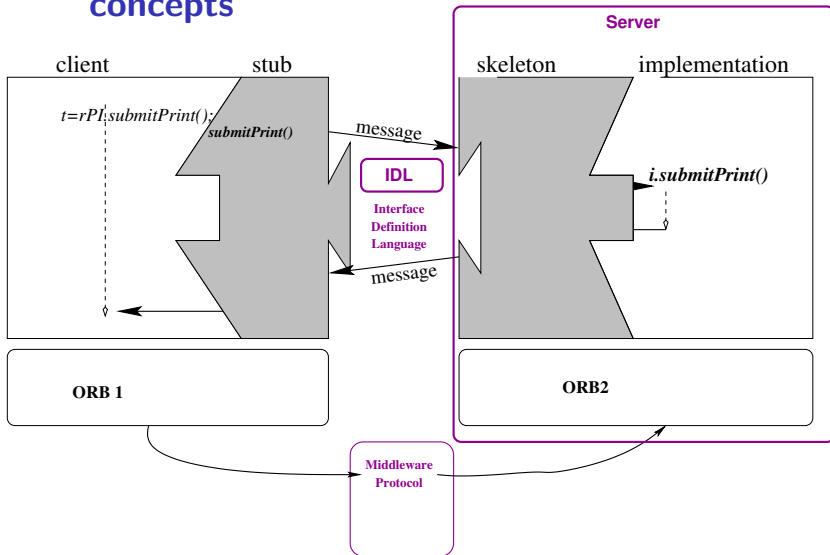 concepts
Server
client
stub
skeleton
implementation
t=rPI.submitPrint();
submitPrint()
message
IDL
Interface
Definition
Language
i.submitPrint()
message
ORB 1
ORB2
Middleware
Protocol